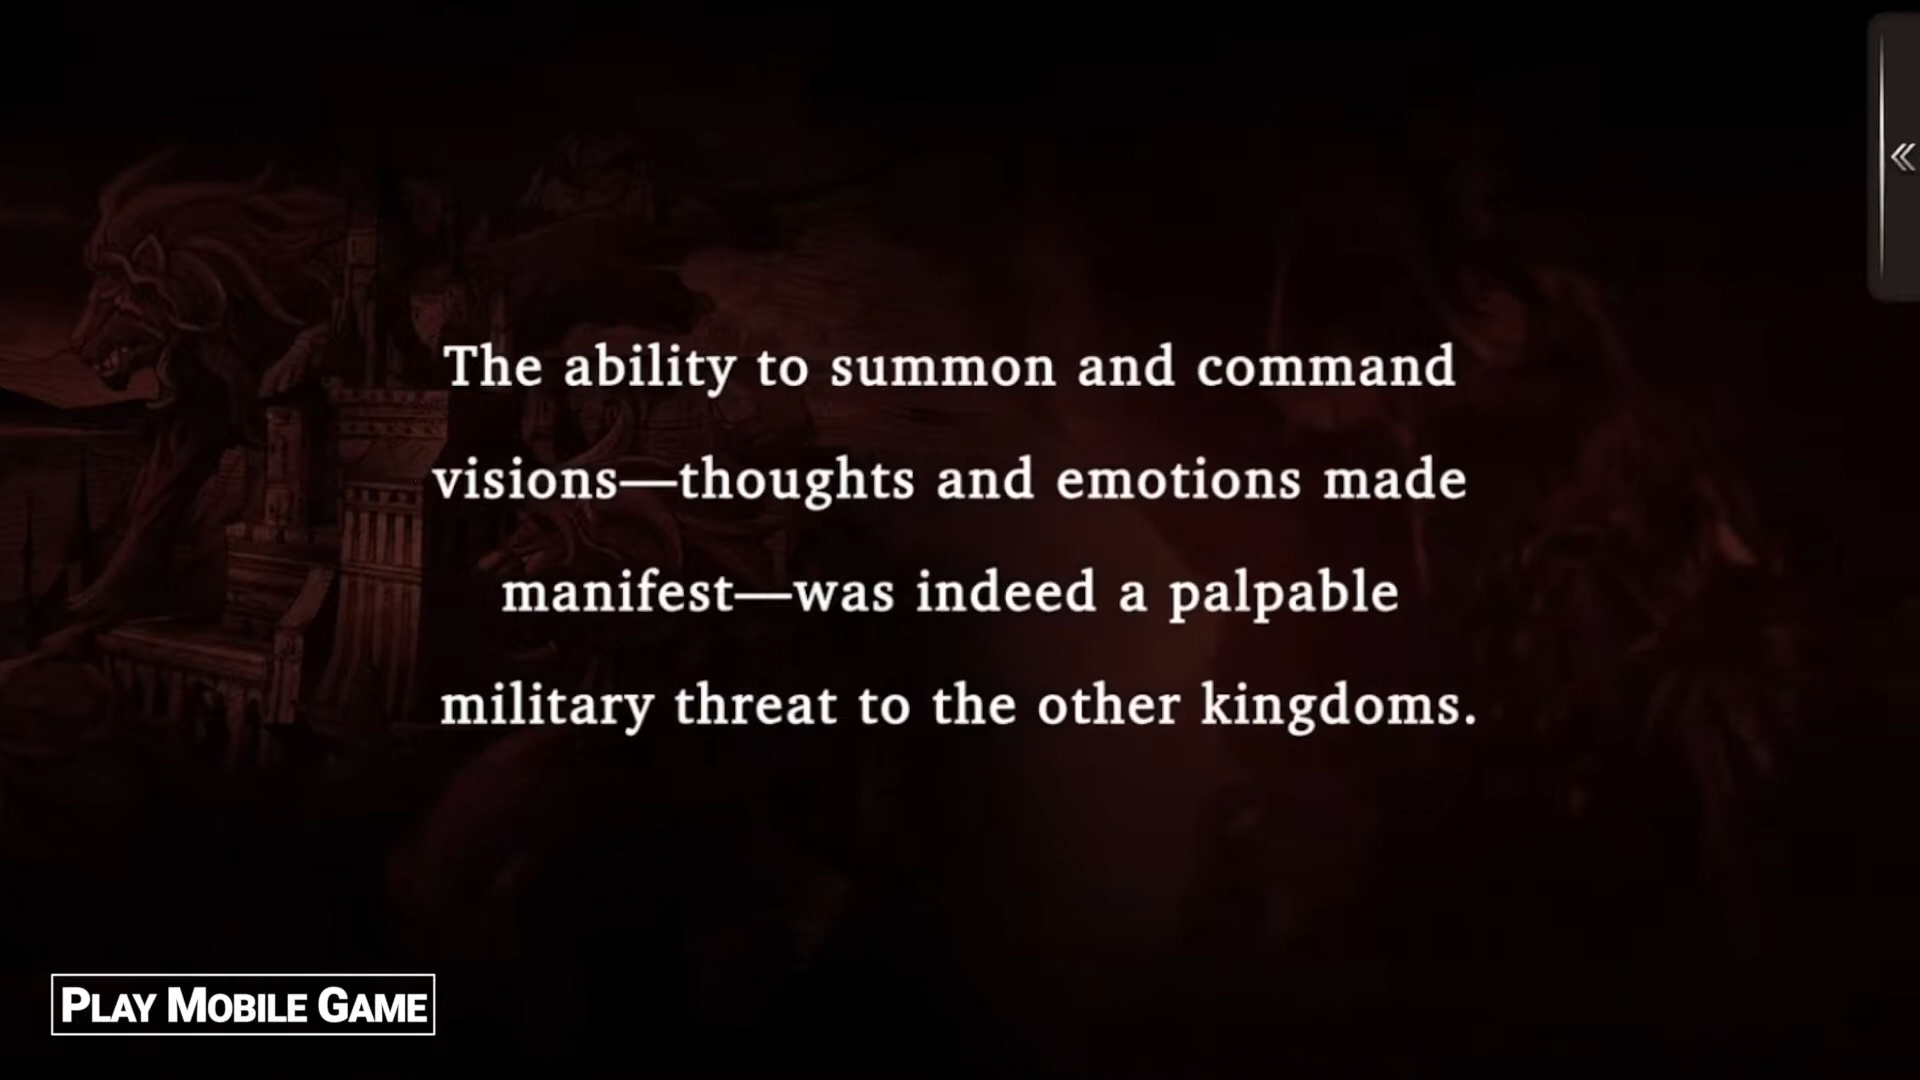 The ability to summon and command
visions—thoughts and emotions made
manifest—was indeed a palpable
military threat to the other kingdoms.
PLAY MOBILE GAME